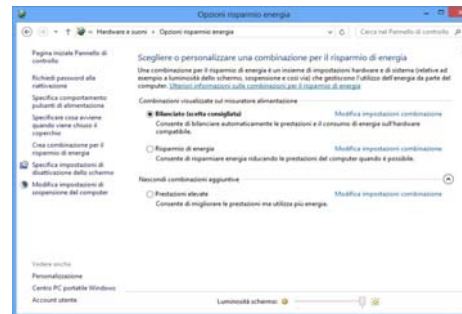 Opzioni risparmio energia
Hardware e suoni
Opzioni risparmio energia
Cerca nel Pannello di controllo
Pagina iniziale Pannello di
controllo
Richiedi password alla
riattivazione
Specifica comportamento
pulsanti di alimentazione
Specificare cosa avviene
quando viene chiuso il
coperchio
Crea combinazione per il
risparmio di energia
Specifica impostazioni di
disattivazione dello schermo
Modifica impostazioni di
sospensione del computer
Scegliere o personalizzare una combinazione per il risparmio di energia
Una combinazione per il risparmio di energia è un insieme di impostazioni hardware e di sistema (relative ad
esempio a luminosità dello schermo, sospensione e così via) che gestiscono l'utilizzo dell'energia da parte del
computer. Ulteriori informazioni sulle combinazioni per il risparmio di energia
Combinazioni visualizzate sul misuratore alimentazione
Bilanciato (scelta consigliata) Modifica impostazioni combinazione
Consente di bilanciare automaticamente le prestazioni e il consumo di energia sull'hardware
compatibile.
Risparmio di energia Modifica impostazioni combinazione
Consente di risparmiare energia riducendo le prestazioni del computer quando è possibile.
Nascondi combinazioni aggiuntive
Prestazioni elevate Modifica impostazioni combinazione
Consente di migliorare le prestazioni ma utilizza più energia.
Vedere anche
Personalizzazione
Centro PC portatile Windows
Account utente
Luminosità schermo: